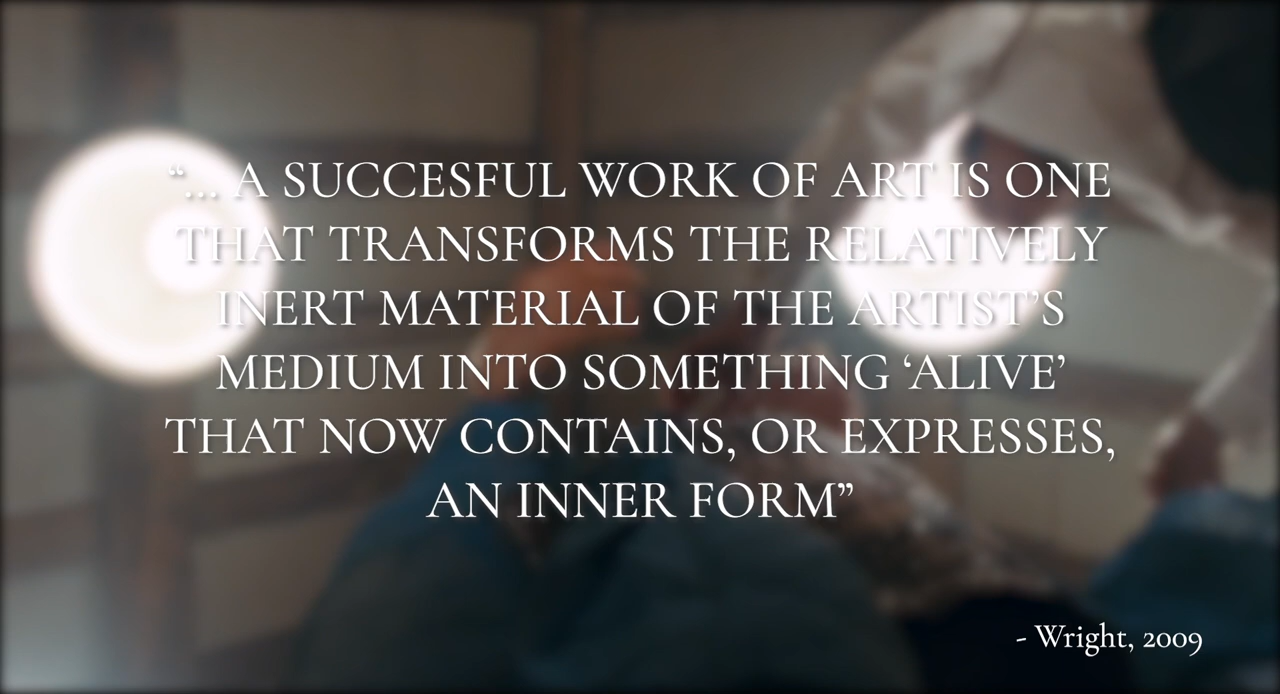 “... A SUCCESFUL WORK OF ART IS ONE
THAT TRANSFORMS THE RELATIVELY
INERT MATERIAL OF THE ARTIST’S
MEDIUM INTO SOMETHING ‘ALIVE’
THAT NOW CONTAINS, OR EXPRESSES,
AN INNER FORM”
- Wright, 2009